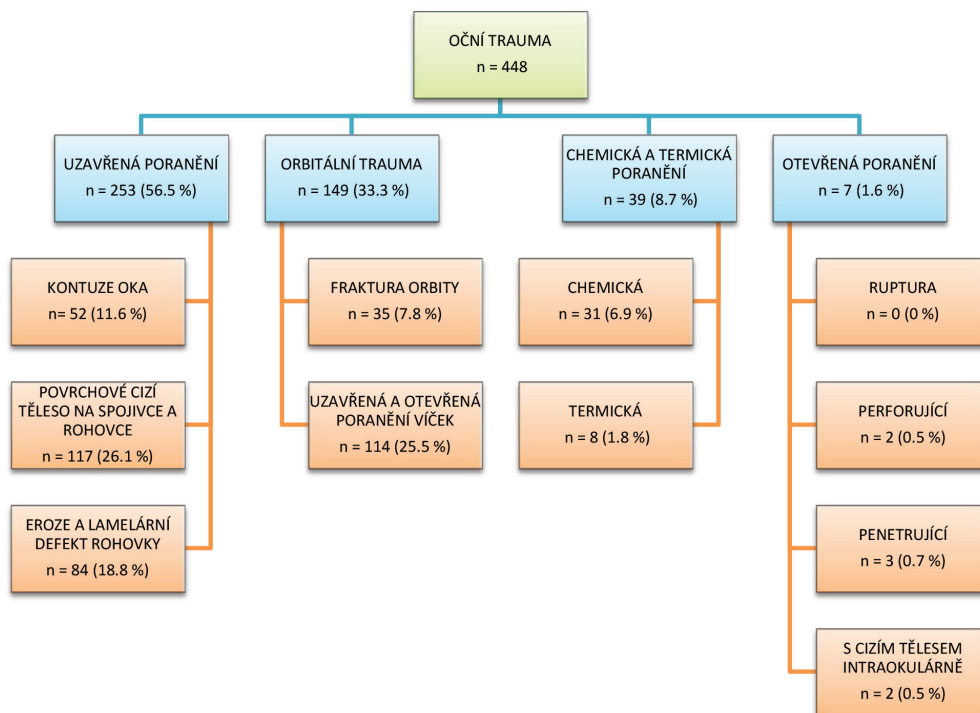 OČNÍ TRAUMA
n = 448
UZAVŘENÁ PORANĚNÍ
n = 253 (56.5 %)
ORBITÁLNÍ TRAUMA
n = 149 (33.3 %)
CHEMICKÁ A TERMICKÁ
PORANĚNÍ
n = 39 (8.7 %)
OTEVŘENÁ PORANĚNÍ
n = 7 (1.6 %)
KONTUZE OKA
n= 52 (11.6 %)
POVRCHOVÉ CIZÍ
TĚLESO NA SPOJIVCE A
ROHOVCE
n = 117 (26.1 %)
EROZE A LAMELÁRNÍ
DEFEKT ROHOVKY
n = 84 (18.8 %)
FRAKTURA ORBITY
n = 35 (7.8 %)
UZAVŘENÁ A OTEVŘENÁ
PORANĚNÍ VÍČEK
n = 114 (25.5 %)
CHEMICKÁ
n = 31 (6.9 %)
TERMICKÁ
n = 8 (1.8 %)
RUPTURA
n = 0 (0 %)
PERFORUJÍCÍ
n = 2 (0.5 %)
PENETRUJÍCÍ
n = 3 (0.7 %)
S CIZÍM TĚLESEM
INTRAOKULÁRNĚ
n = 2 (0.5 %)